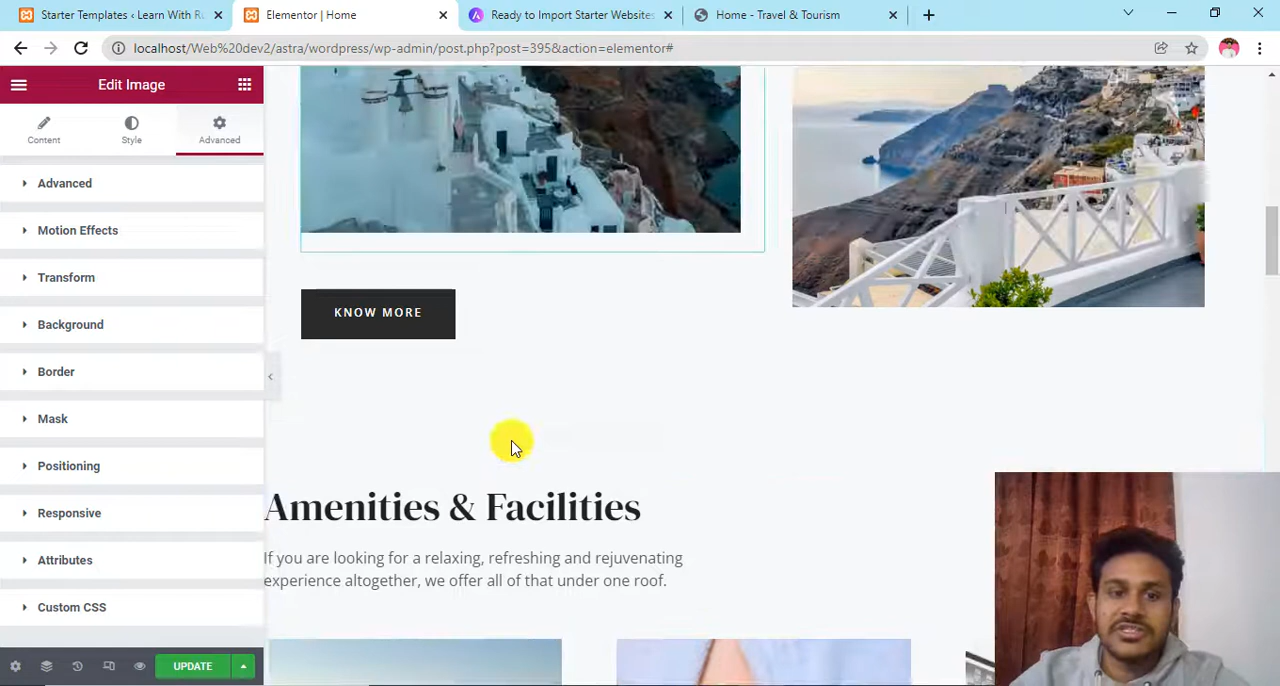 Starter Templates ‹ Learn With Ru
Elementor | Home
Ready to Import Starter Websites
Home - Travel & Tourism
localhost/Web%20dev2/astra/wordpress/wp-admin/post.php?post=395&action=elementor#
Edit Image
Content
Style
Advanced
Advanced
Motion Effects
Transform
Background
Border
Mask
Positioning
Responsive
Attributes
Custom CSS
UPDATE
KNOW MORE
Amenities & Facilities
If you are looking for a relaxing, refreshing and rejuvenating
experience altogether, we offer all of that under one roof.